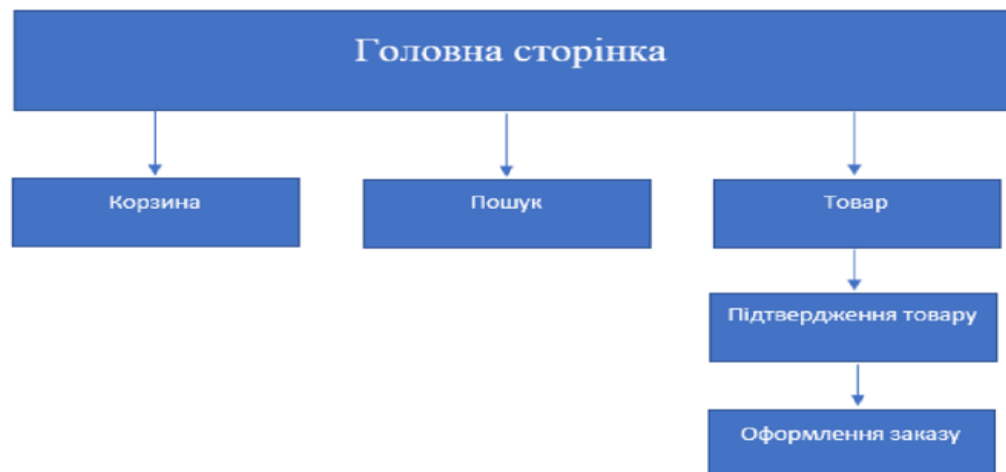 Головна сторінка
Корзина
Пошук
Товар
Підтвердження товару
Оформлення заказу